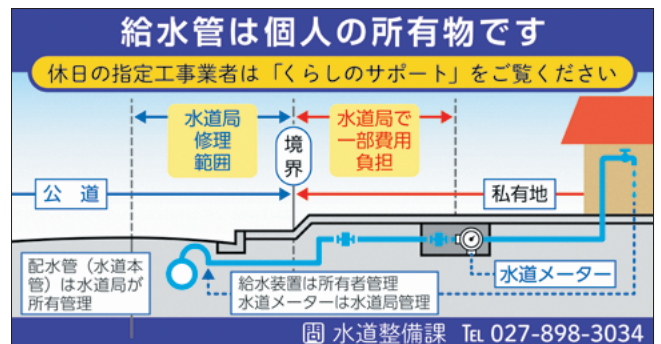 給水管は個人の所有物です
休日の指定工事業者は「くらしのサポート」をご覧ください
水道局
修理
範囲
境界
水道局で
一部費用
負担
公道
私有地
配水管（水道本
管）は水道局が
所有管理
給水装置は所有者管理
水道メーターは水道局管理
水道メーター
問 水道整備課 TEL 027-898-3034